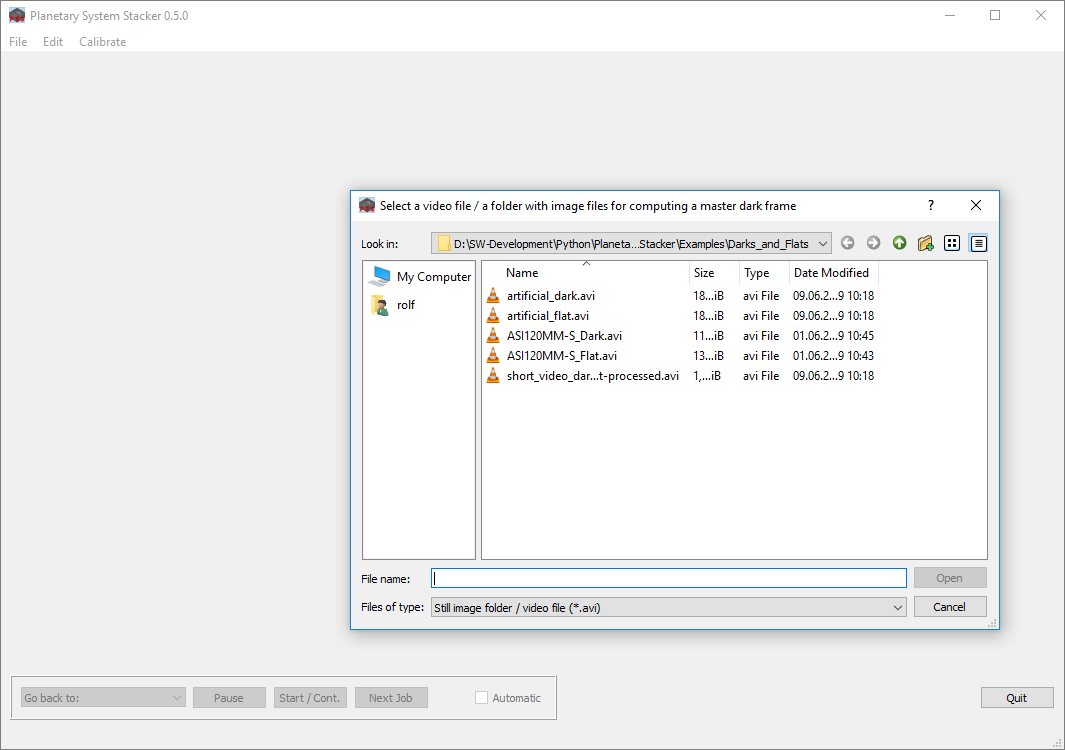 Planetary System Stacker 0.5.0
File Edit Calibrate
Select a video file / a folder with image files for computing a master dark frame ?
Look in: D:\SW-Development\Python\Planeta...Stacker\Examples\Darks_and_Flats
My Computer
rolf
Name Size Type Date Modified
artificial_dark.avi 18...iB avi File 09.06.2...9 10:18
artificial_flat.avi 18...iB avi File 09.06.2...9 10:18
ASI120MM-S_Dark.avi 11...iB avi File 01.06.2...9 10:45
ASI120MM-S_Flat.avi 13...iB avi File 01.06.2...9 10:43
short_video_dar...t-processed.avi 1,...iB avi File 09.06.2...9 10:18
File name: Open
Files of type: Still image folder / video file (*.avi) Cancel
Go back to: Pause Start / Cont. Next Job Automatic Quit